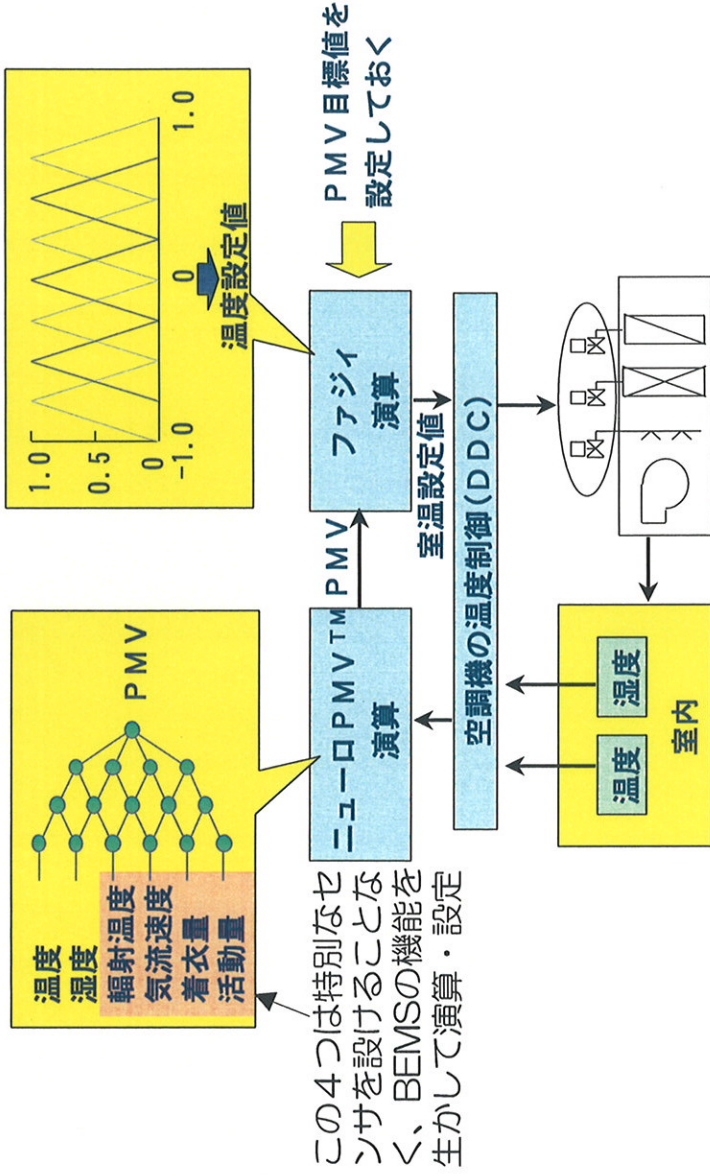 温度
湿度
輻射温度
気流速度
着衣量
活動量
PMV
この4つは特別なセ
ンサを設けることな
く、BEMSの機能を
生かして演算・設定
ニューロPMV™
演算
PMV
1.0
0.5
0
-1.0
0
1.0
温度設定値
ファジィ
演算
PMV目標値を
設定しておく
室温設定値
空調機の温度制御(DDC)
温度
湿度
室内